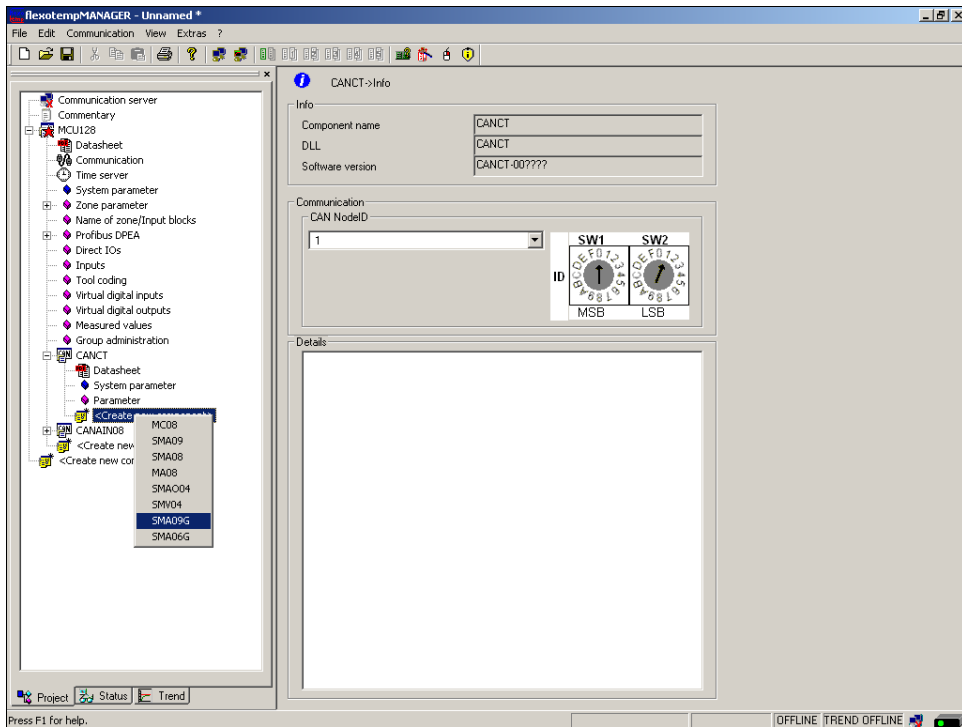 flexotempMANAGER - Unnamed *
File Edit Communication View Extras ?
Communication server
Commentary
MCU128
Datasheet
Communication
Time server
System parameter
Zone parameter
Name of zone/Input blocks
Profibus DPEA
Direct IOs
Inputs
Tool coding
Virtual digital inputs
Virtual digital outputs
Measured values
Group administration
CANCT
Datasheet
System parameter
Parameter
<Create
CANAIN08
<Create new
<Create new cor
MC08
SMA09
SMA08
MA08
SMAO04
SMV04
SMA09G
SMA06G
Project Status Trend
CANCT->Info
Info
Component name CANCT
DLL CANCT
Software version CANCT-00????
Communication
CAN NodeID
1
SW1 SW2
ID
MSB LSB
Details
Press F1 for help.
OFFLINE TREND OFFLINE